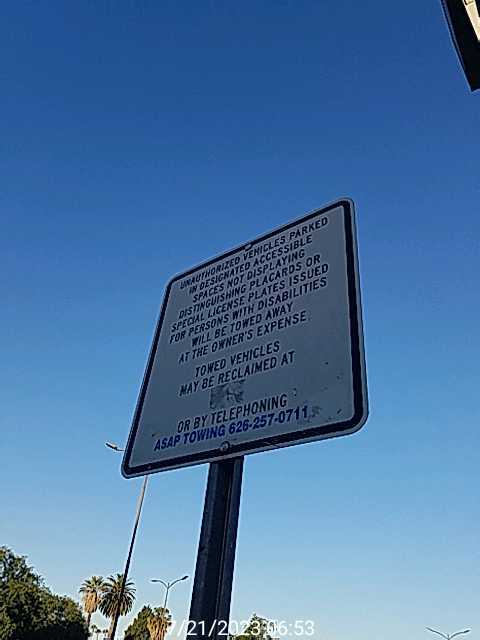 UNAUTHORIZED VEHICLES PARKED
IN DESIGNATED ACCESSIBLE
SPACES NOT DISPLAYING
DISTINGUISHING PLACARDS OR
SPECIAL LICENSE PLATES ISSUED
FOR PERSONS WITH DISABILITIES
WILL BE TOWED AWAY
AT THE OWNER'S EXPENSE.
TOWED VEHICLES
MAY BE RECLAIMED AT
OR BY TELEPHONING
ASAP TOWING 626-257-0711
7/21/2023 06:53